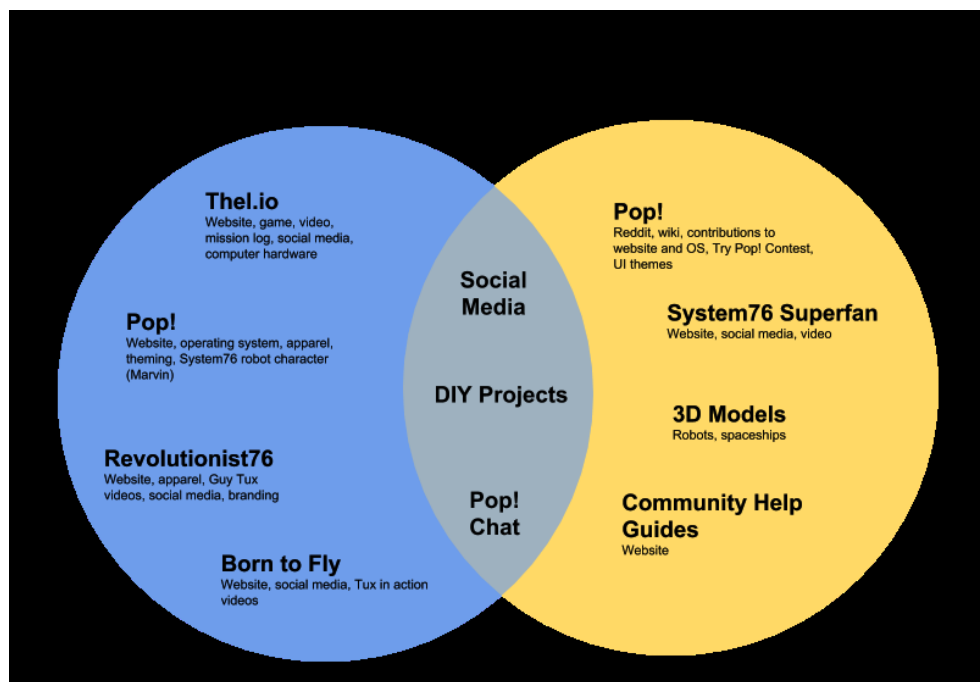 Thel.io
Website, game, video,
mission log, social media,
computer hardware
Pop!
Website, operating system, apparel,
theming, System76 robot character
(Marvin)
Revolutionist76
Website, apparel, Guy Tux
videos, social media, branding
Born to Fly
Website, social media, Tux in action
videos
Social
Media
DIY Projects
Pop!
Chat
Pop!
Reddit, wiki, contributions to
website and OS, Try Pop! Contest,
UI themes
System76 Superfan
Website, social media, video
3D Models
Robots, spaceships
Community Help
Guides
Website